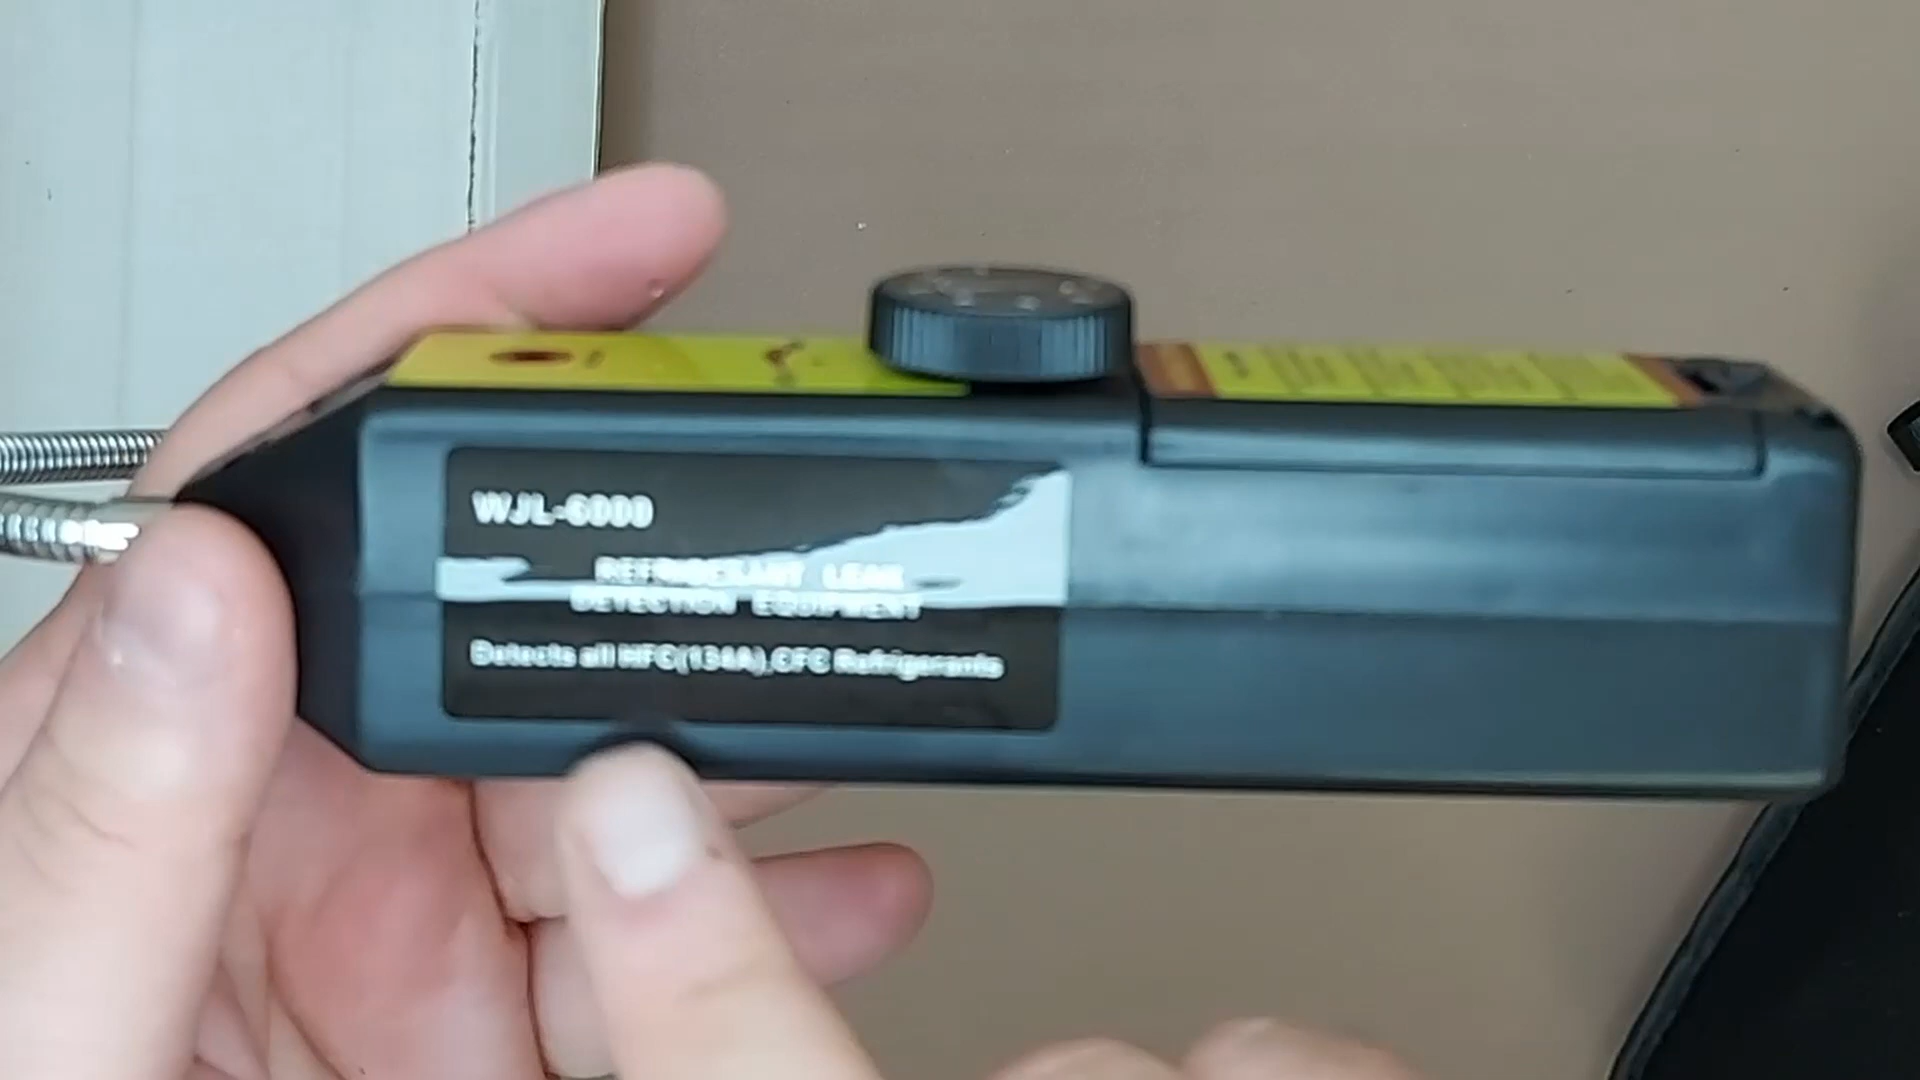 WJL-6000
REFRIGERANT LEAK
DETECTION EQUIPMENT
Detects all HFC(134A),CFC Refrigerants